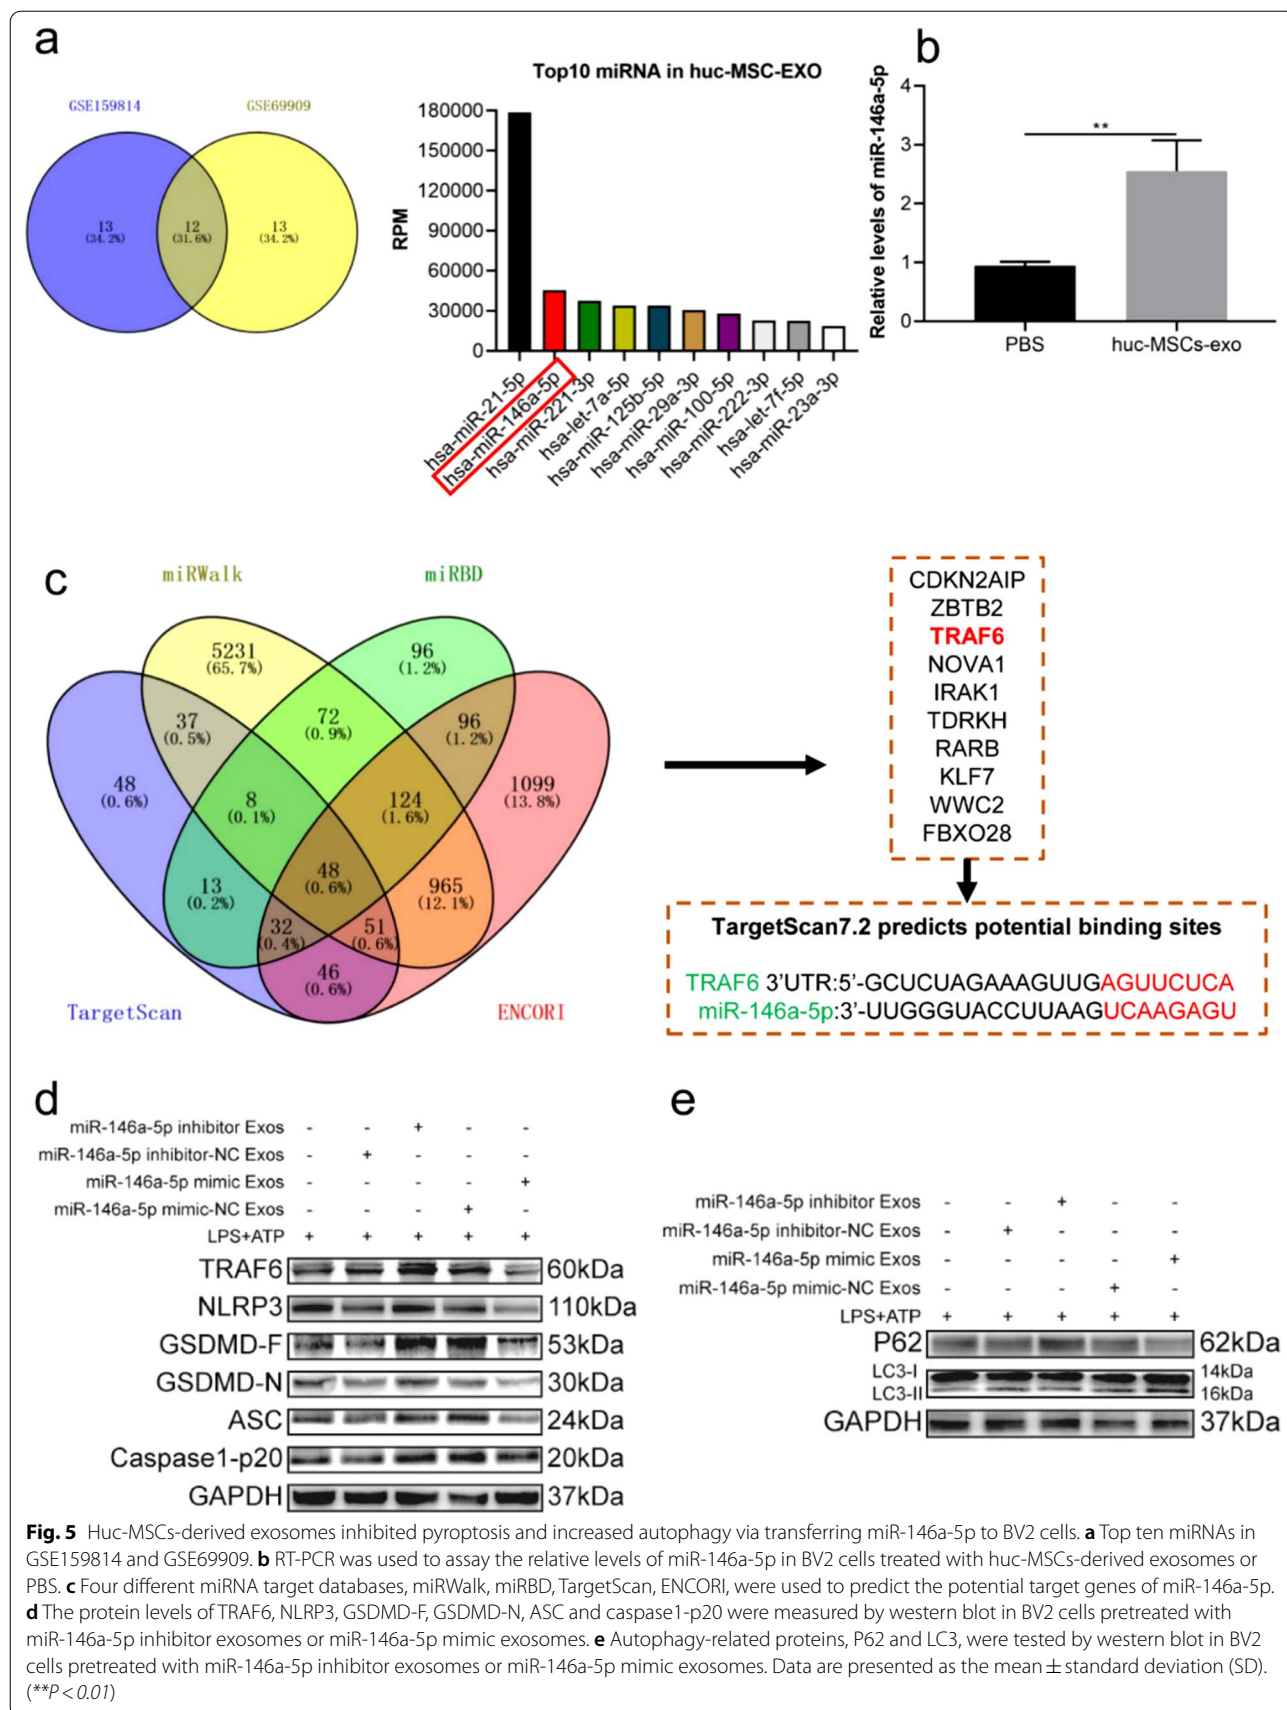 a
GSE159814
GSE69909
13
(34.2%)
12
(31.6%)
13
(34.2%)
Top10 miRNA in huc-MSC-EXO
RPM
180000
150000
120000
90000
60000
30000
0
hsa-miR-21-5p
hsa-miR-146a-5p
hsa-miR-221-3p
hsa-let-7a-5p
hsa-miR-125b-5p
hsa-miR-29a-3p
hsa-miR-100-5p
hsa-miR-222-3p
hsa-let-7f-5p
hsa-miR-23a-3p
b
Relative levels of miR-146a-5p
4
3
2
1
0
**
PBS
huc-MSCs-exo
c
miRWalk
miRBD
5231
(65.7%)
96
(1.2%)
37
(0.5%)
72
(0.9%)
96
(1.2%)
48
(0.6%)
8
(0.1%)
124
(1.6%)
1099
(13.8%)
48
(0.6%)
13
(0.2%)
965
(12.1%)
32
(0.4%)
51
(0.6%)
46
(0.6%)
TargetScan
ENCORI
CDKN2AIP
ZBTB2
TRAF6
NOVA1
IRAK1
TDRKH
RARB
KLF7
WWC2
FBXO28
TargetScan7.2 predicts potential binding sites
TRAF6 3'UTR:5'-GCUCUAGAAAGUUGAGUUCUCA
miR-146a-5p:3'-UUGGGUACCUUAAGUCAAGAGU
d
miR-146a-5p inhibitor Exos - - + - -
miR-146a-5p inhibitor-NC Exos - + - - -
miR-146a-5p mimic Exos - - - - +
miR-146a-5p mimic-NC Exos - - - + -
LPS+ATP + + + + +
TRAF6 60kDa
NLRP3 110kDa
GSDMD-F 53kDa
GSDMD-N 30kDa
ASC 24kDa
Caspase1-p20 20kDa
GAPDH 37kDa
e
miR-146a-5p inhibitor Exos - - + - -
miR-146a-5p inhibitor-NC Exos - + - - -
miR-146a-5p mimic Exos - - - - +
miR-146a-5p mimic-NC Exos - - - + -
LPS+ATP + + + + +
P62 62kDa
LC3-I 14kDa
LC3-II 16kDa
GAPDH 37kDa
Fig. 5 Huc-MSCs-derived exosomes inhibited pyroptosis and increased autophagy via transferring miR-146a-5p to BV2 cells. a Top ten miRNAs in
GSE159814 and GSE69909. b RT-PCR was used to assay the relative levels of miR-146a-5p in BV2 cells treated with huc-MSCs-derived exosomes or
PBS. c Four different miRNA target databases, miRWalk, miRBD, TargetScan, ENCORI, were used to predict the potential target genes of miR-146a-5p.
d The protein levels of TRAF6, NLRP3, GSDMD-F, GSDMD-N, ASC and caspase1-p20 were measured by western blot in BV2 cells pretreated with
miR-146a-5p inhibitor exosomes or miR-146a-5p mimic exosomes. e Autophagy-related proteins, P62 and LC3, were tested by western blot in BV2
cells pretreated with miR-146a-5p inhibitor exosomes or miR-146a-5p mimic exosomes. Data are presented as the mean ± standard deviation (SD).
(**P < 0.01)